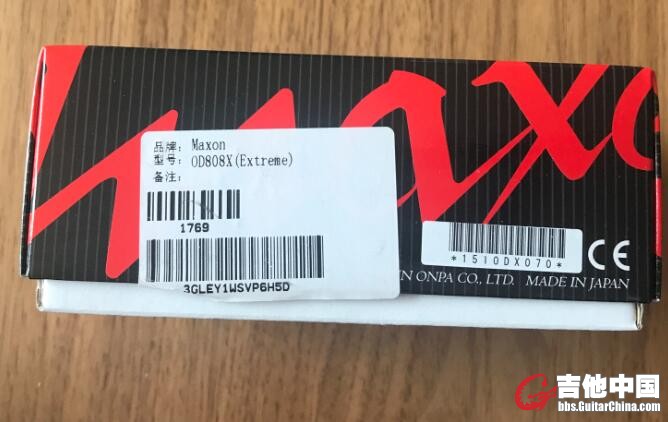 Maxo
品牌: Maxon
型号: OD808X(Extreme)
备注:
1769
3GLEY1WSVP6H5D
*1510DX070*
CE
EN ONPA CO., LTD. MADE IN JAPAN
吉他中国
bbs.GuitarChina.com